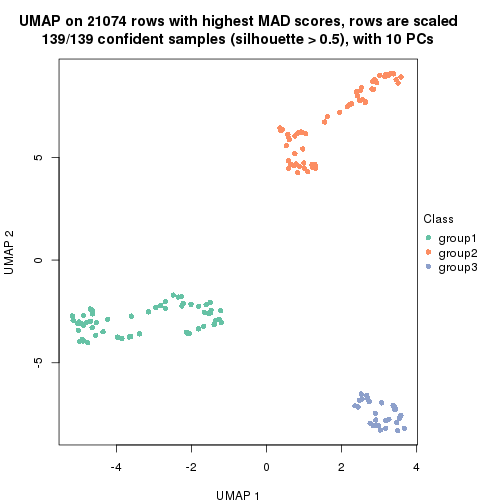 UMAP on 21074 rows with highest MAD scores, rows are scaled
139/139 confident samples (silhouette > 0.5), with 10 PCs
5
0
-5
UMAP 2
-4
-2
0
2
4
UMAP 1
Class
group1
group2
group3